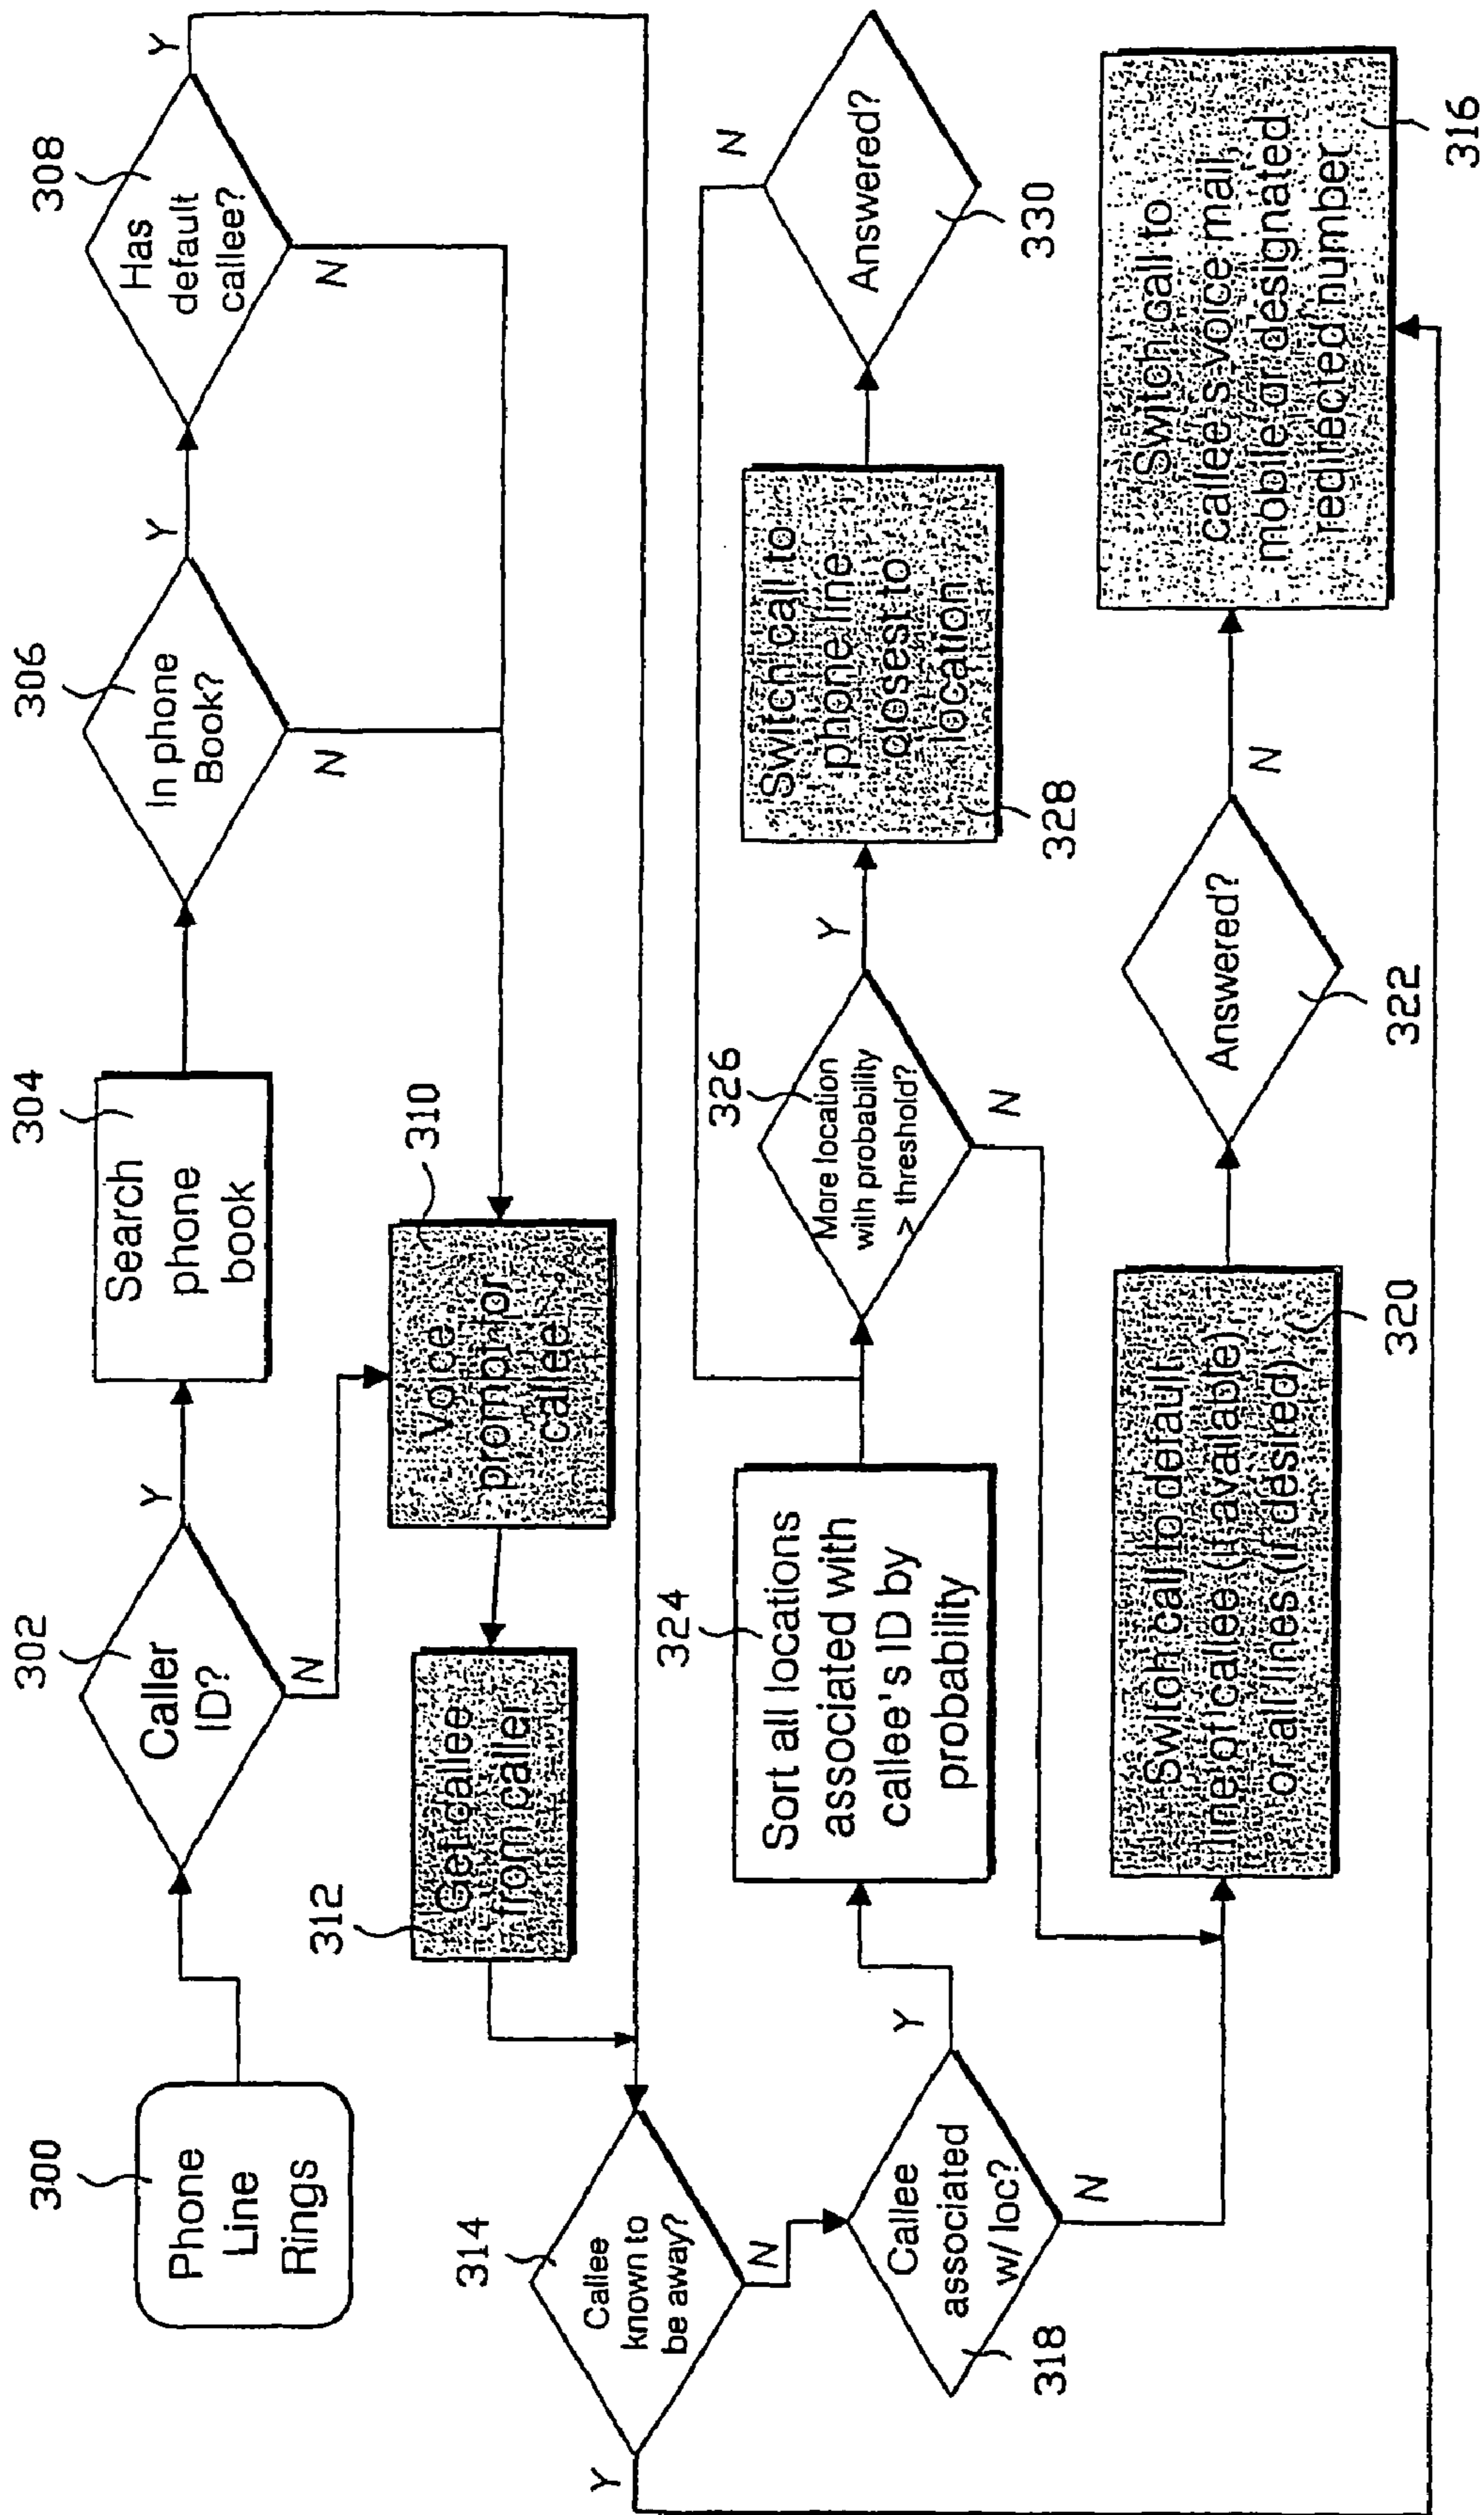 300
Phone
Line
Rings
302
Caller
ID?
Y
N
304
Search
phone
book
306
In phone
Book?
Y
N
308
Has
default
callee?
Y
N
310
Voice
prompt for
callee
312
Get callee
from caller
314
Callee
known to
be away?
Y
N
318
Callee
associated
w/ loc?
Y
N
324
Sort all locations
associated with
callee's ID by
probability
326
More location
with probability
> threshold?
Y
N
328
Switch call to
phone line
closest to
location
330
Answered?
N
320
Switch call to default
line of callee (if available)
or all lines (if desired)
322
Answered?
N
316
Switch call to
callee's voice mail,
mobile or designated
redirected number